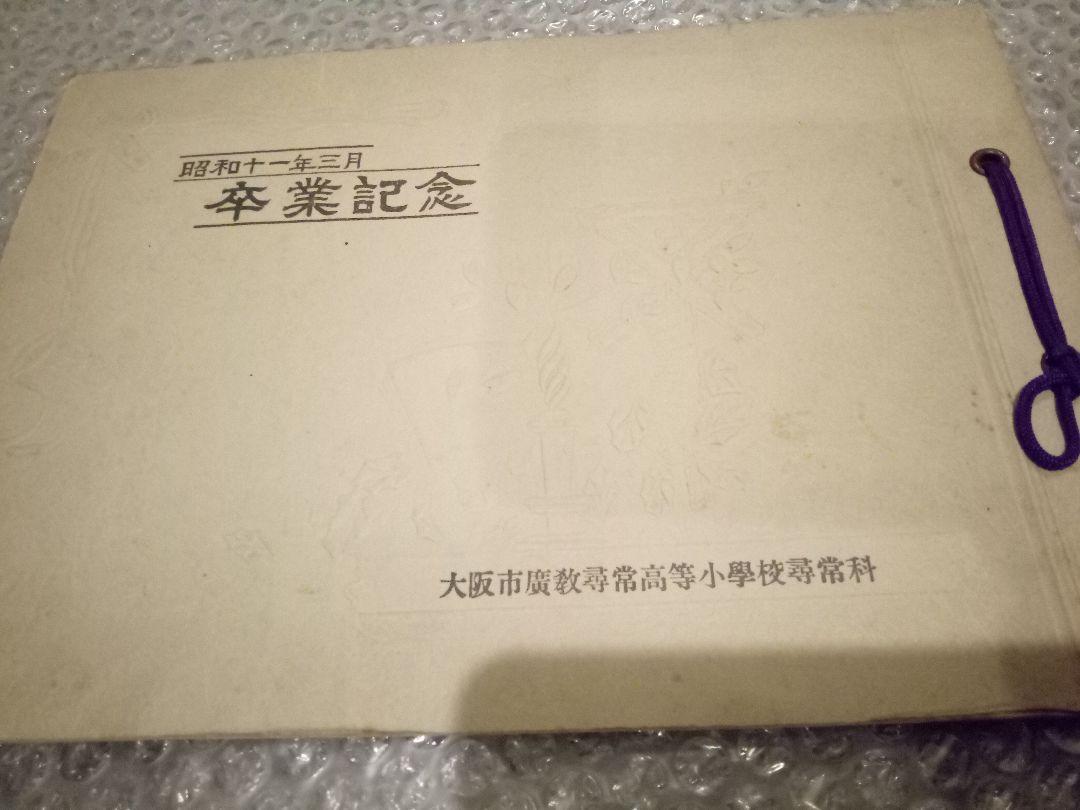 昭和十一年三月
卒業記念
大阪市廣敎尋常高等小學校尋常科